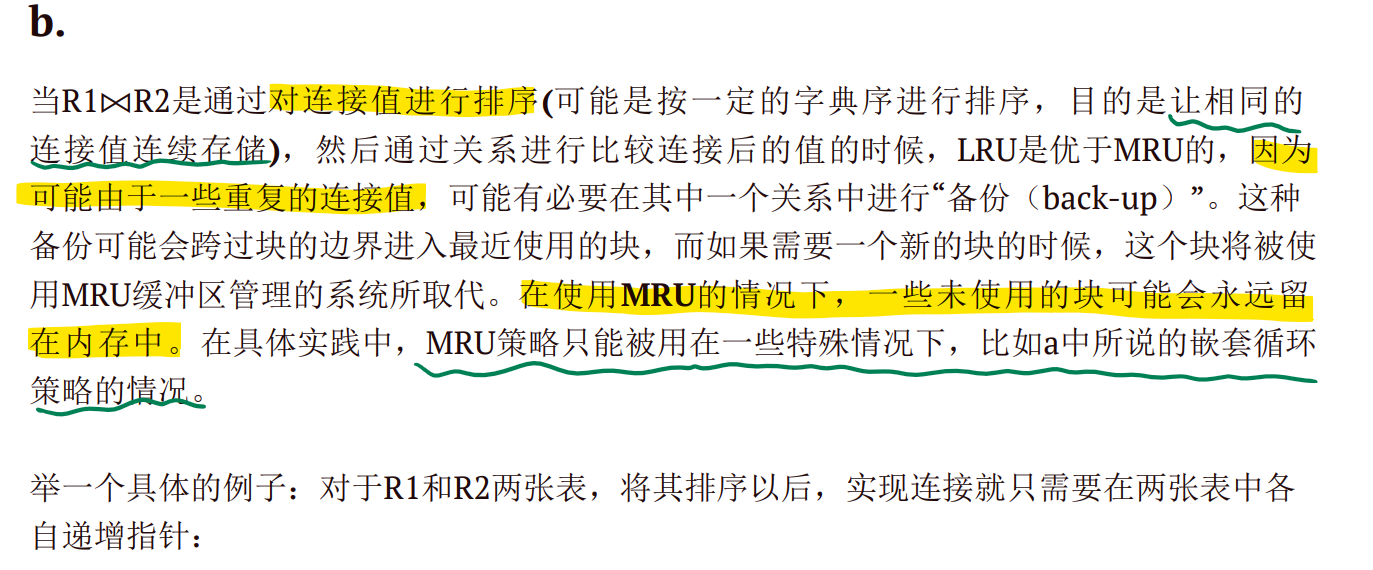 b.
当R1⋈R2是通过对连接值进行排序(可能是按一定的字典序进行排序，目的是让相同的
连接值连续存储)，然后通过关系进行比较连接后的值的时候，LRU是优于MRU的，因为
可能由于一些重复的连接值，可能有必要在其中一个关系中进行“备份（back-up）”。这种
备份可能会跨过块的边界进入最近使用的块，而如果需要一个新的块的时候，这个块将被使
用MRU缓冲区管理的系统所取代。在使用MRU的情况下，一些未使用的块可能会永远留
在内存中。在具体实践中，MRU策略只能被用在一些特殊情况下，比如a中所说的嵌套循环
策略的情况。
举一个具体的例子：对于R1和R2两张表，将其排序以后，实现连接就只需要在两张表中各
自递增指针：